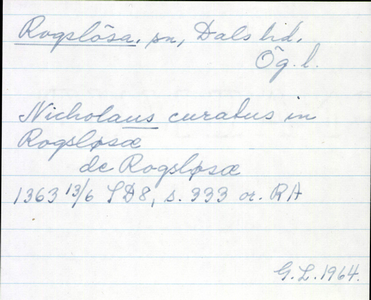 Rogslösa, sn, Dals hd,
Ög. l.
Nicholaus curatus in
Rogsløsæ
de Rogsløsæ
1363 13/6 SD8, s. 333 or. RA
G.L. 1964.